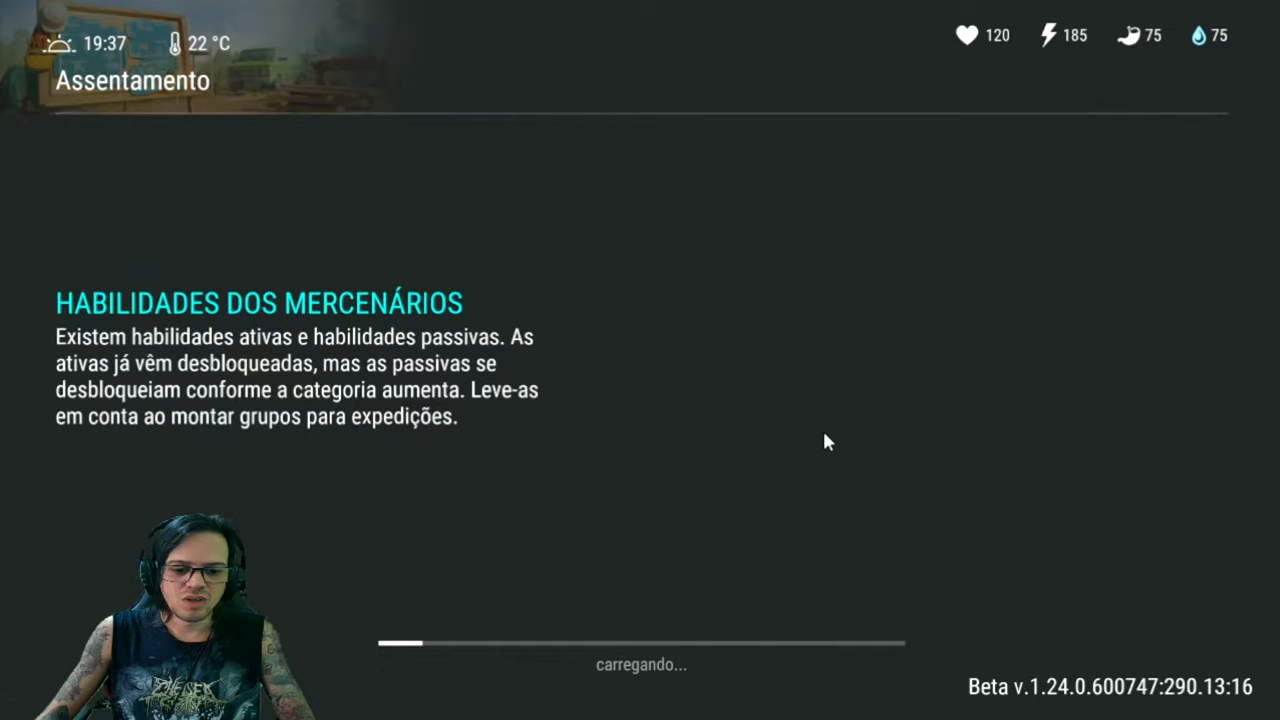 19:37 22 °C
120 185 75 75
Assentamento
HABILIDADES DOS MERCENÁRIOS
Existem habilidades ativas e habilidades passivas. As
ativas já vêm desbloqueadas, mas as passivas se
desbloqueiam conforme a categoria aumenta. Leve-as
em conta ao montar grupos para expedições.
carregando...
Beta v.1.24.0.600747:290.13:16